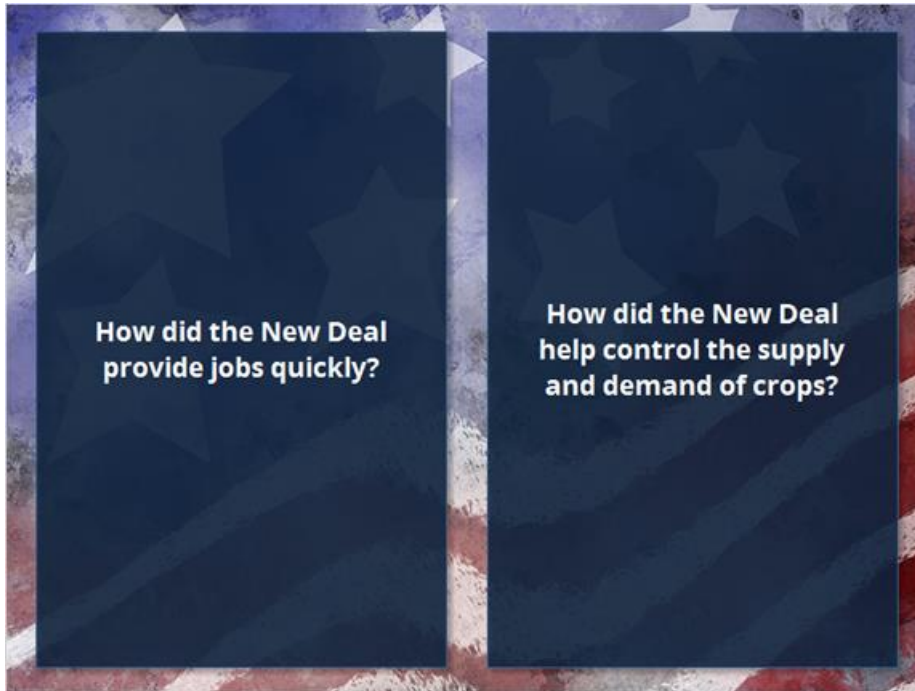 How did the New Deal
provide jobs quickly?
How did the New Deal
help control the supply
and demand of crops?